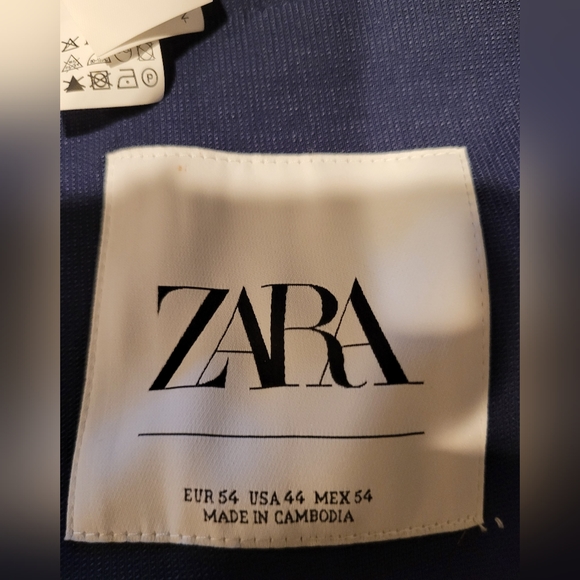 P
ZARA
EUR 54 USA 44 MEX 54
MADE IN CAMBODIA